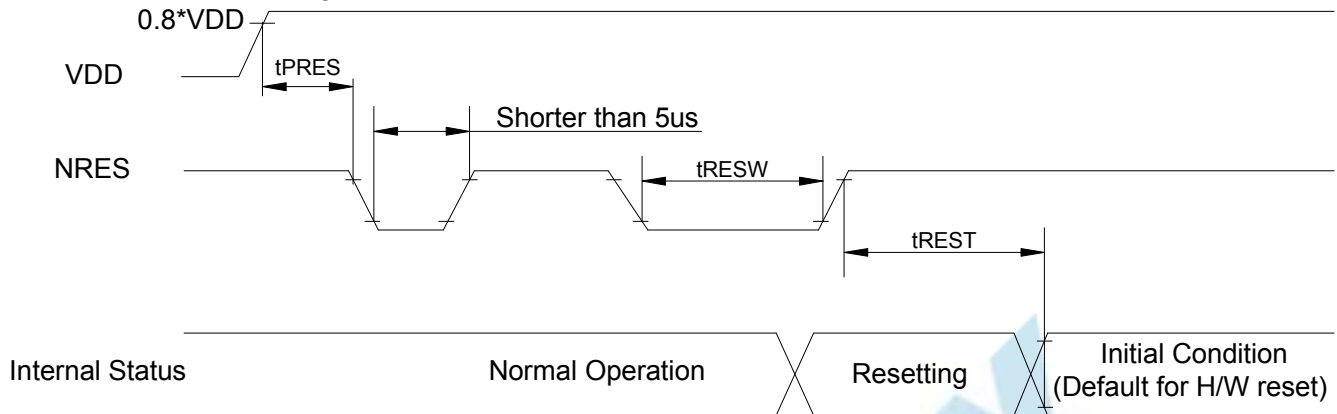 0.8*VDD
VDD
tPRES
Shorter than 5us
NRES
tRESW
tREST
Internal Status
Normal Operation
Resetting
Initial Condition
(Default for H/W reset)